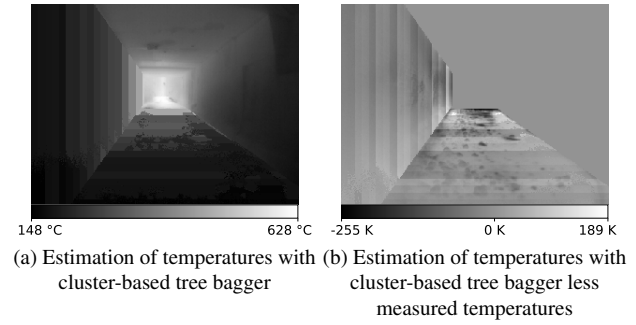 148 °C
628 °C
-255 K
0 K
189 K
(a) Estimation of temperatures with
cluster-based tree bagger
(b) Estimation of temperatures with
cluster-based tree bagger less
measured temperatures